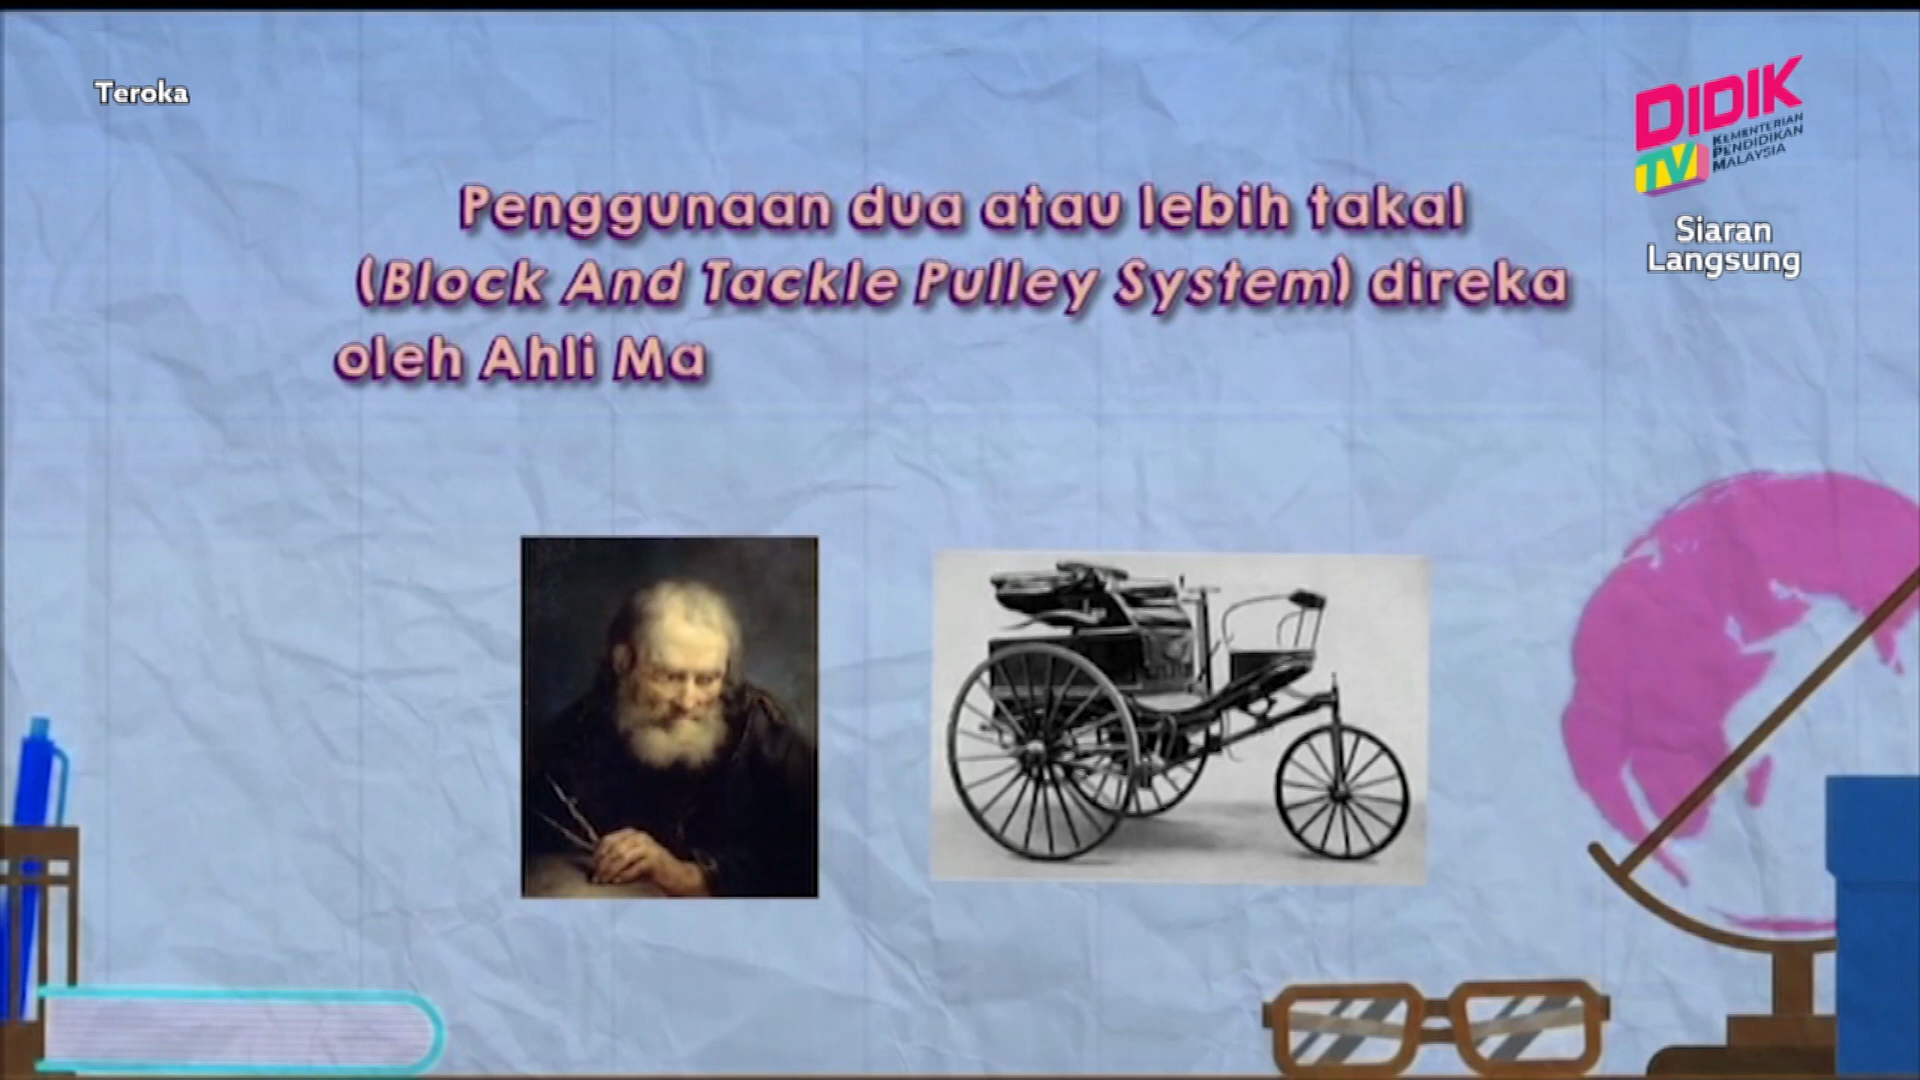 Teroka
DIDIK
TV
KEMENTERIAN
PENDIDIKAN
MALAYSIA
Siaran
Langsung
Penggunaan dua atau lebih takal
(Block And Tackle Pulley System) direka
oleh Ahli Ma